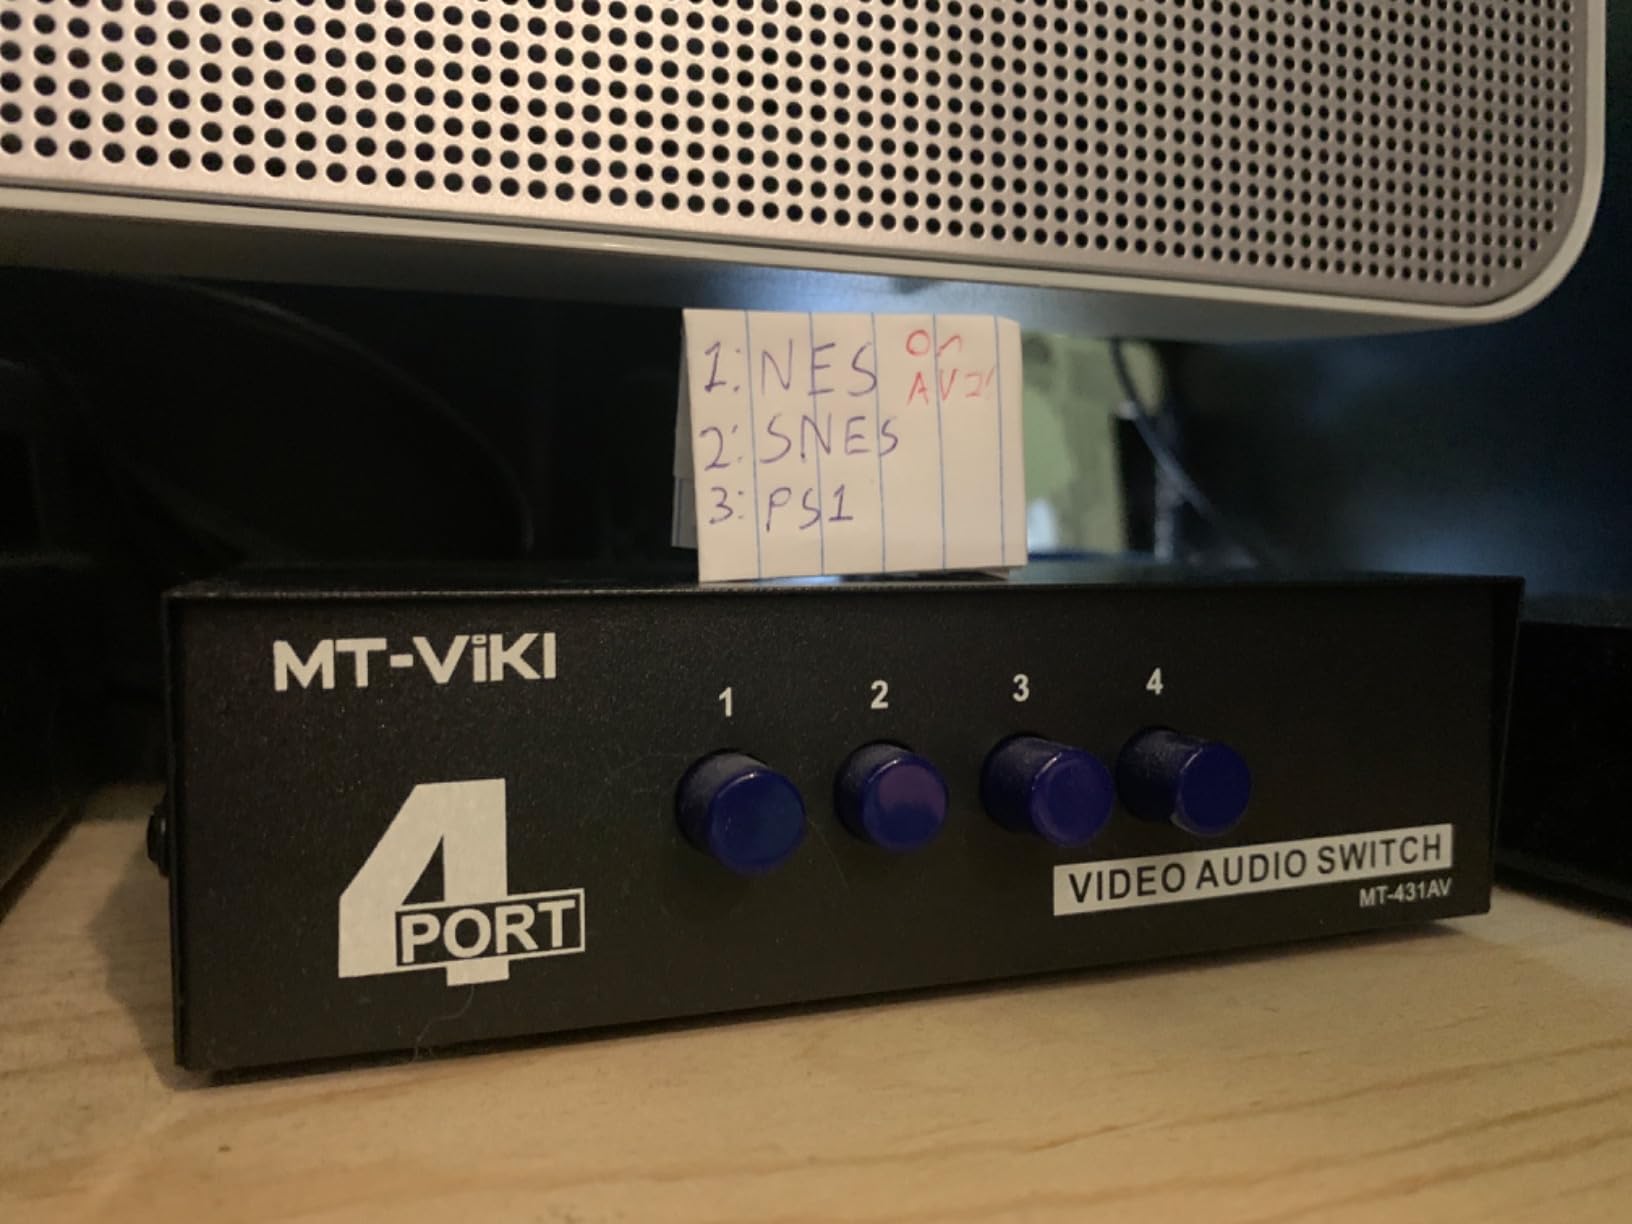 1: NES on
AV2!
2: SNES
3: PS1
MT-ViKI
1 2 3 4
4
PORT
VIDEO AUDIO SWITCH
MT-431AV